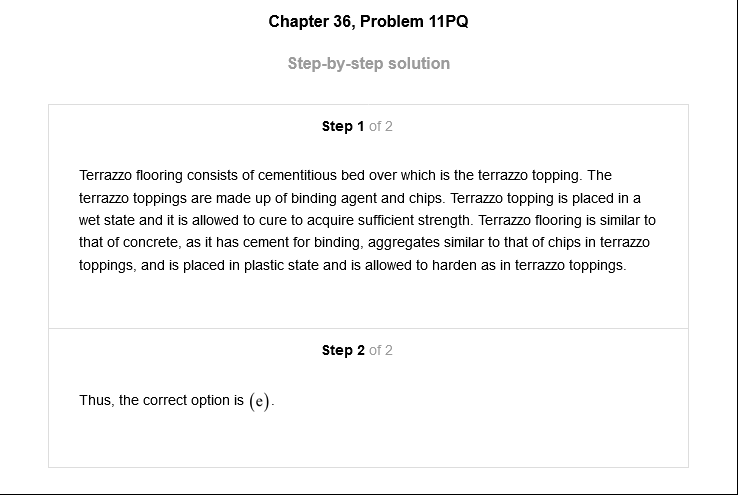 Chapter 36, Problem 11PQ
Step-by-step solution
Step 1 of 2
Terrazzo flooring consists of cementitious bed over which is the terrazzo topping. The
terrazzo toppings are made up of binding agent and chips. Terrazzo topping is placed in a
wet state and it is allowed to cure to acquire sufficient strength. Terrazzo flooring is similar to
that of concrete, as it has cement for binding, aggregates similar to that of chips in terrazzo
toppings, and is placed in plastic state and is allowed to harden as in terrazzo toppings.
Step 2 of 2
Thus, the correct option is (e).